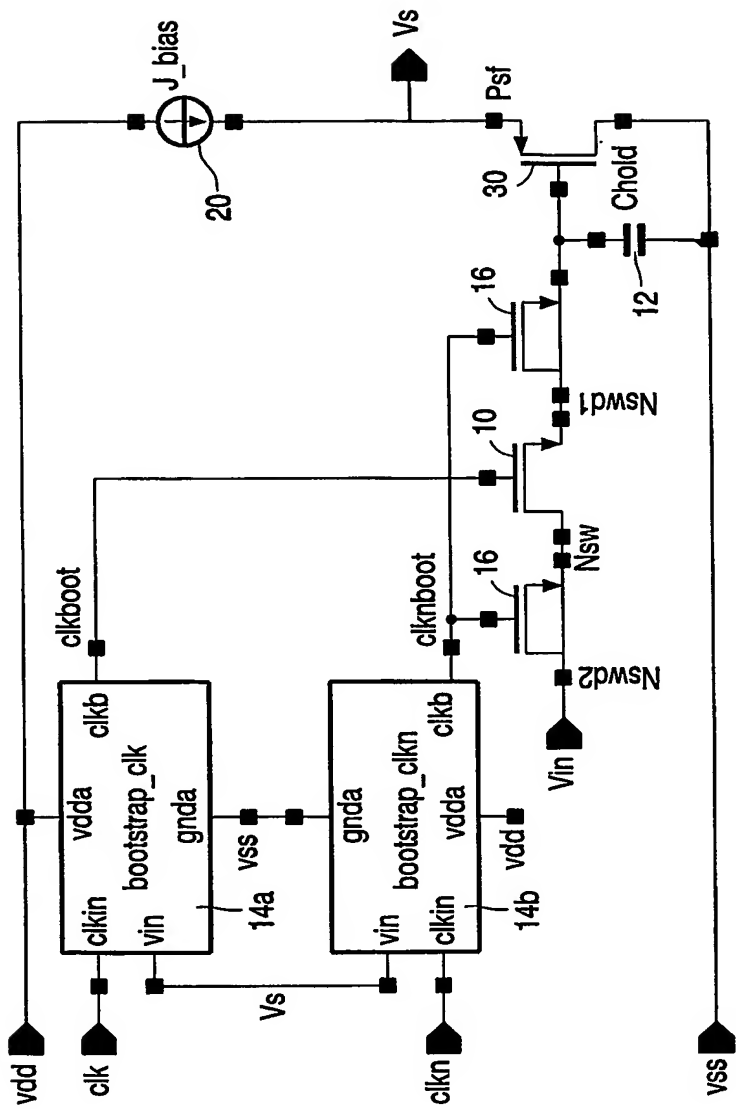 vdd
clk
clkn
vss
Vs
clkin
vdda
vin
bootstrap_clk
clkb
gnda
14a
vss
gnda
vin
bootstrap_clkn
clkb
clkin
vdda
14b
vdd
clkboot
clknboot
Vin
Nswd2
16
Nsw
10
Nswd1
16
12
Chold
30
Psf
20
J_bias
Vs